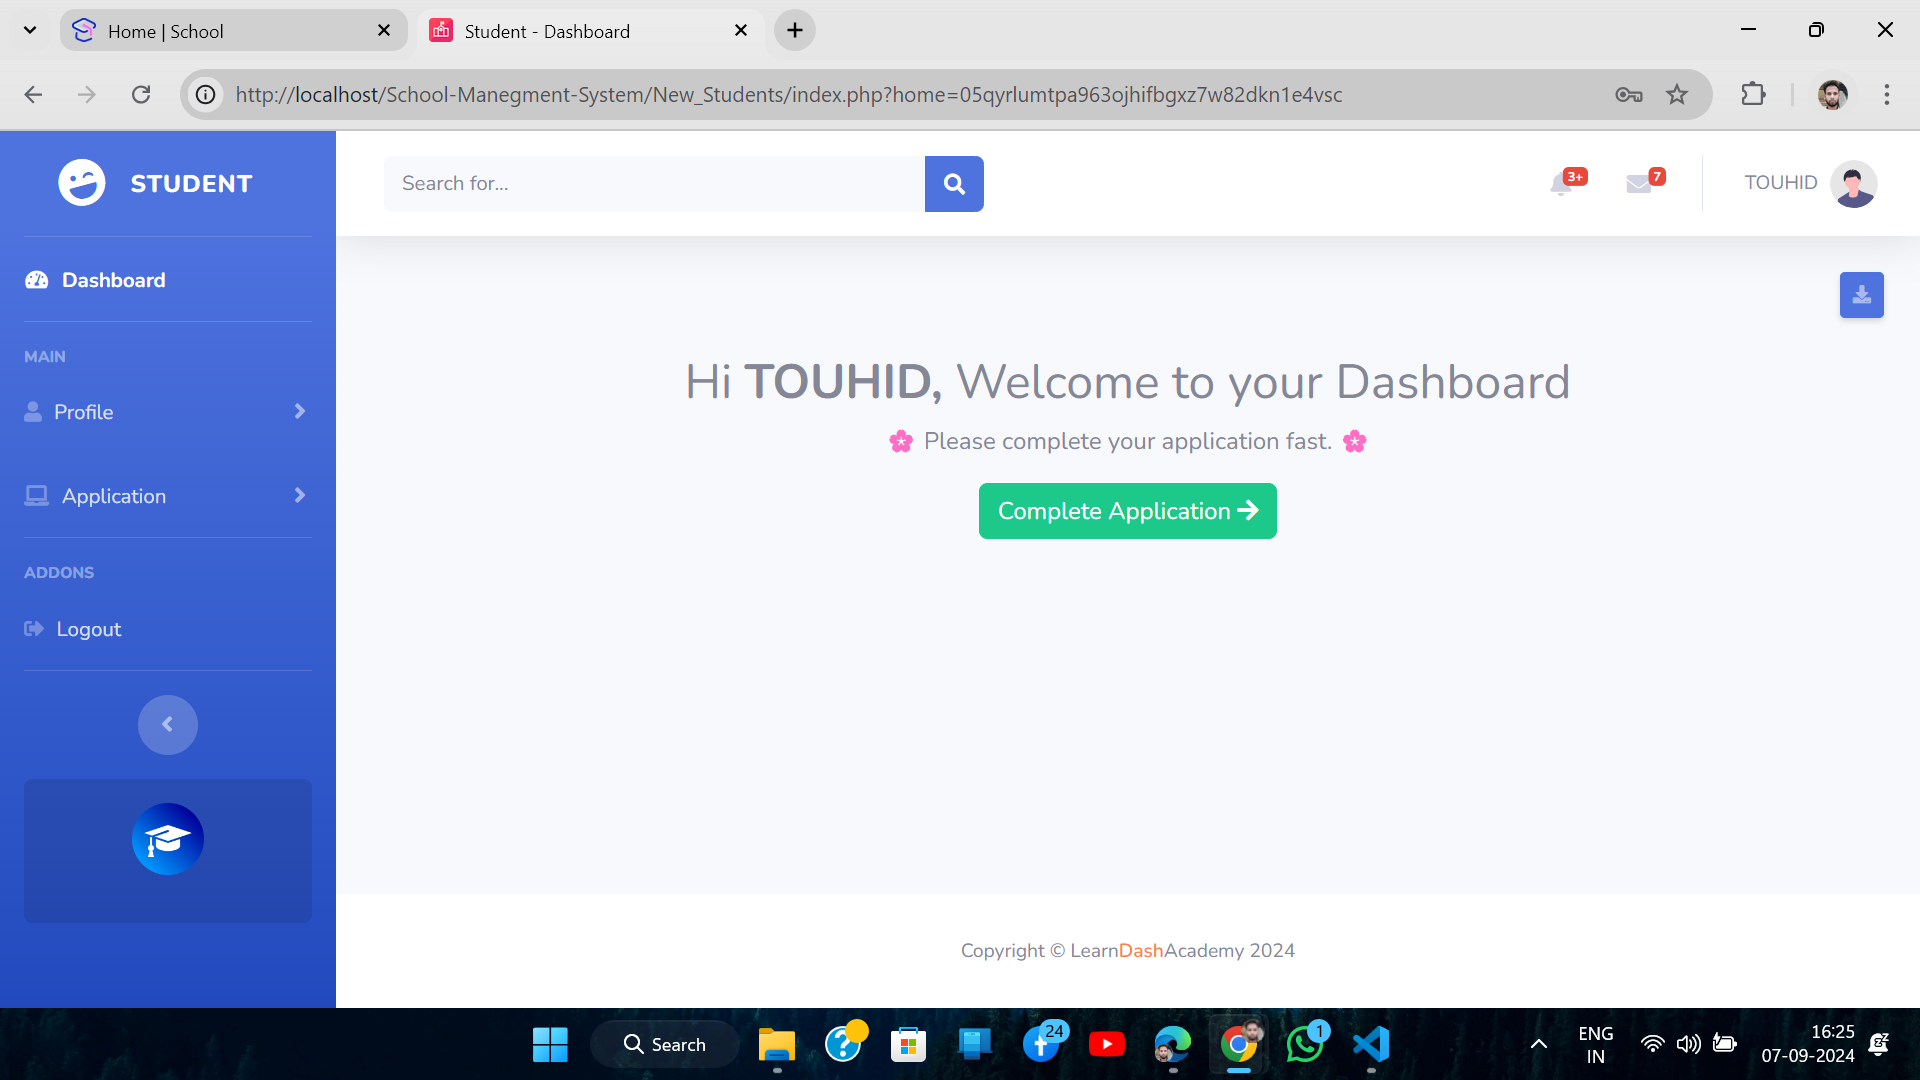 Home | School
Student - Dashboard
http://localhost/School-Manegment-System/New_Students/index.php?home=05qyrlumtpa963ojhifbgxz7w82dkn1e4vsc
STUDENT
Search for...
3+
7
TOUHID
Dashboard
MAIN
Profile
Application
ADDONS
Logout
Hi TOUHID, Welcome to your Dashboard
Please complete your application fast.
Complete Application
Copyright © LearnDashAcademy 2024
Search
24
1
ENG
IN
16:25
07-09-2024